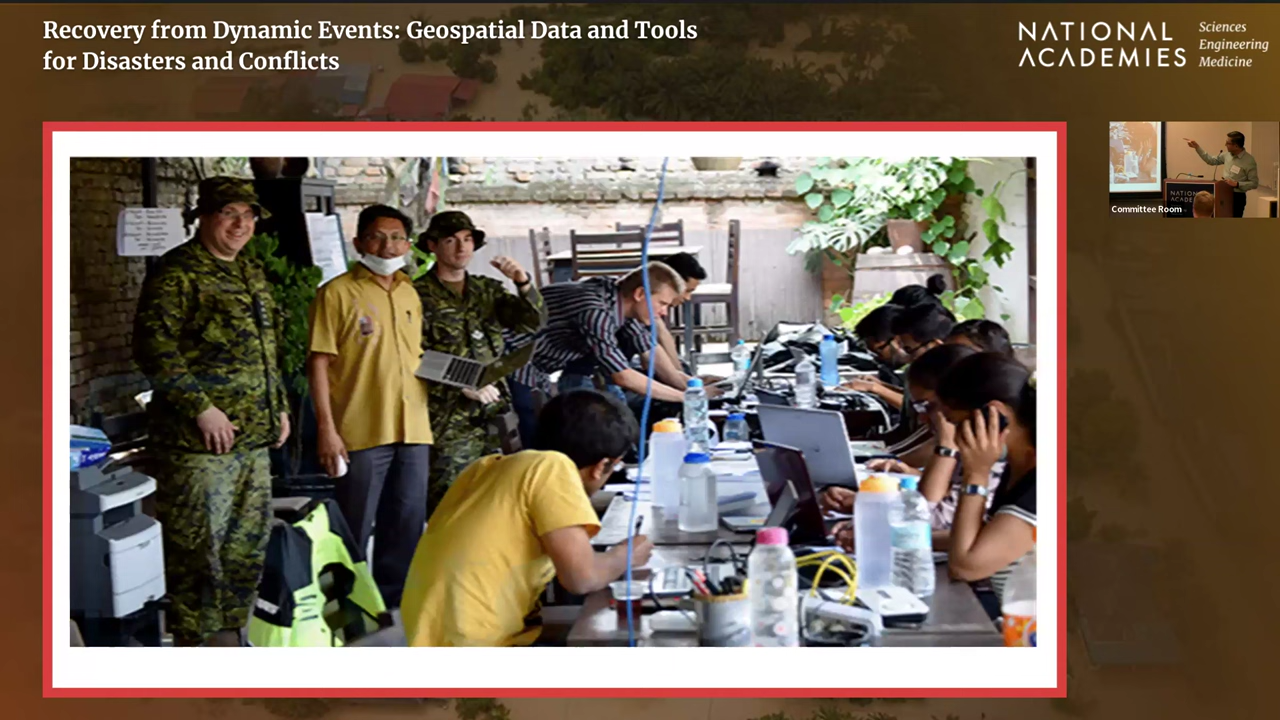 Recovery from Dynamic Events: Geospatial Data and Tools
for Disasters and Conflicts
NATIONAL
ACADEMIES
Sciences
Engineering
Medicine
Committee Room
NATIONAL